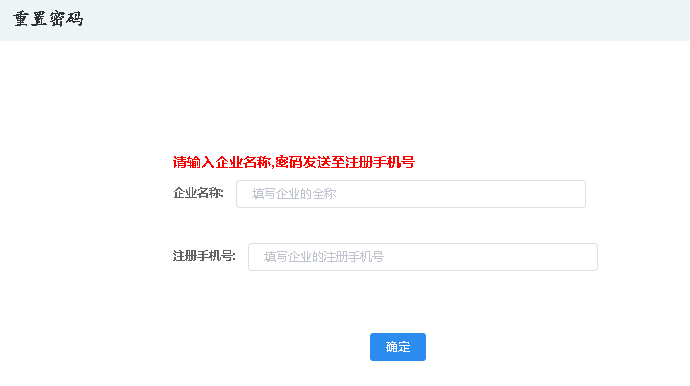 重置密码
请输入企业名称,密码发送至注册手机号
企业名称:
填写企业的全称
注册手机号:
填写企业的注册手机号
确定